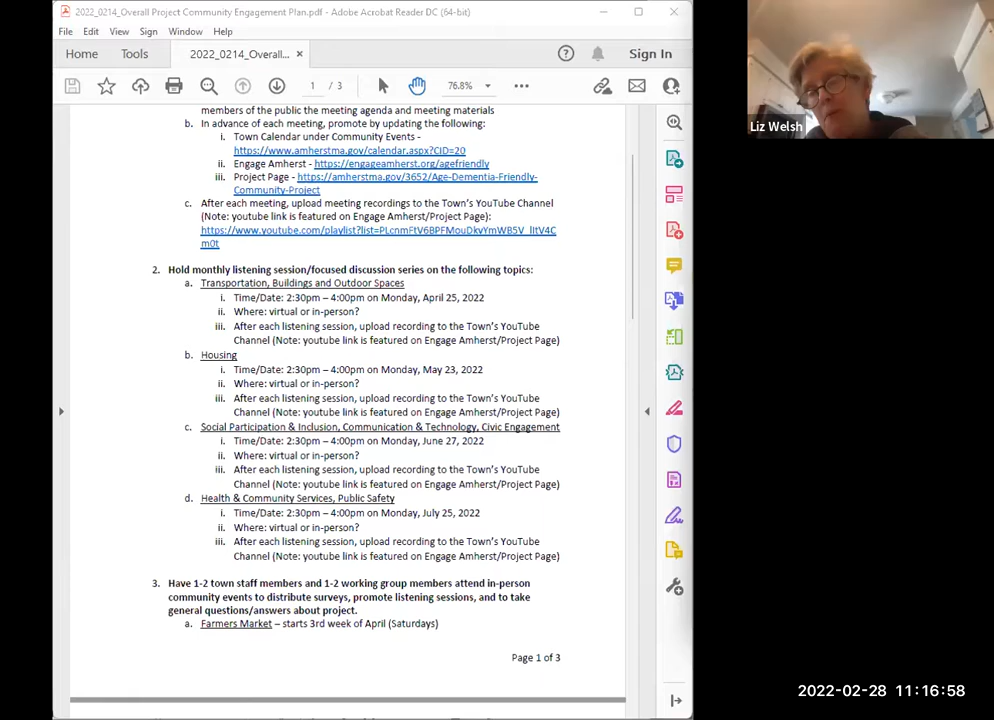 2022_0214_Overall Project Community Engagement Plan.pdf - Adobe Acrobat Reader DC (64-bit)
File Edit View Sign Window Help
Home Tools 2022_0214_Overall... × Sign In
1 / 3 76.8%
members of the public the meeting agenda and meeting materials
b. In advance of each meeting, promote by updating the following:
i. Town Calendar under Community Events -
https://www.amherstma.gov/calendar.aspx?CID=20
ii. Engage Amherst - https://engageamherst.org/agefriendly
iii. Project Page - https://amherstma.gov/3652/Age-Dementia-Friendly-
Community-Project
c. After each meeting, upload meeting recordings to the Town's YouTube Channel
(Note: youtube link is featured on Engage Amherst/Project Page):
https://www.youtube.com/playlist?list=PLcnmFtV6BPFMouDkvYmWB5V_lItV4C
m0t
2. Hold monthly listening session/focused discussion series on the following topics:
a. Transportation, Buildings and Outdoor Spaces
i. Time/Date: 2:30pm – 4:00pm on Monday, April 25, 2022
ii. Where: virtual or in-person?
iii. After each listening session, upload recording to the Town's YouTube
Channel (Note: youtube link is featured on Engage Amherst/Project Page)
b. Housing
i. Time/Date: 2:30pm – 4:00pm on Monday, May 23, 2022
ii. Where: virtual or in-person?
iii. After each listening session, upload recording to the Town's YouTube
Channel (Note: youtube link is featured on Engage Amherst/Project Page)
c. Social Participation & Inclusion, Communication & Technology, Civic Engagement
i. Time/Date: 2:30pm – 4:00pm on Monday, June 27, 2022
ii. Where: virtual or in-person?
iii. After each listening session, upload recording to the Town's YouTube
Channel (Note: youtube link is featured on Engage Amherst/Project Page)
d. Health & Community Services, Public Safety
i. Time/Date: 2:30pm – 4:00pm on Monday, July 25, 2022
ii. Where: virtual or in-person?
iii. After each listening session, upload recording to the Town's YouTube
Channel (Note: youtube link is featured on Engage Amherst/Project Page)
3. Have 1-2 town staff members and 1-2 working group members attend in-person
community events to distribute surveys, promote listening sessions, and to take
general questions/answers about project.
a. Farmers Market – starts 3rd week of April (Saturdays)
Page 1 of 3
Liz Welsh
2022-02-28 11:16:58